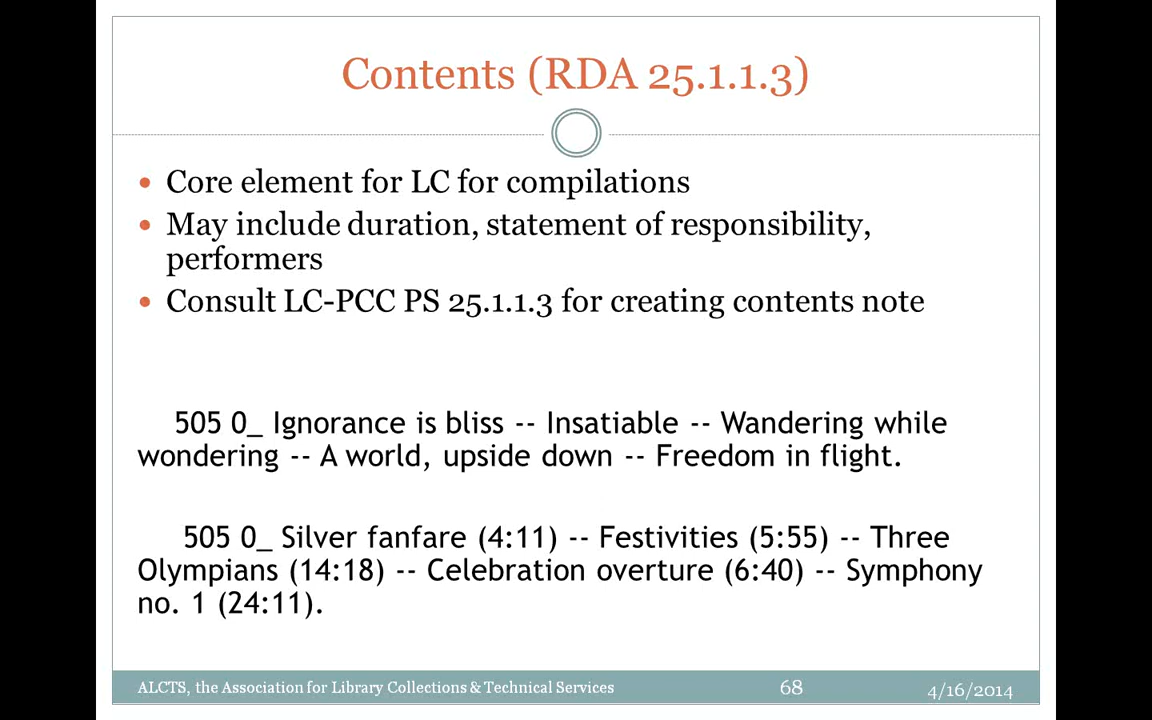 Contents (RDA 25.1.1.3)
Core element for LC for compilations
May include duration, statement of responsibility,
performers
Consult LC-PCC PS 25.1.1.3 for creating contents note
505 0_ Ignorance is bliss -- Insatiable -- Wandering while
wondering -- A world, upside down -- Freedom in flight.
505 0_ Silver fanfare (4:11) -- Festivities (5:55) -- Three
Olympians (14:18) -- Celebration overture (6:40) -- Symphony
no. 1 (24:11).
ALCTS, the Association for Library Collections & Technical Services 68 4/16/2014